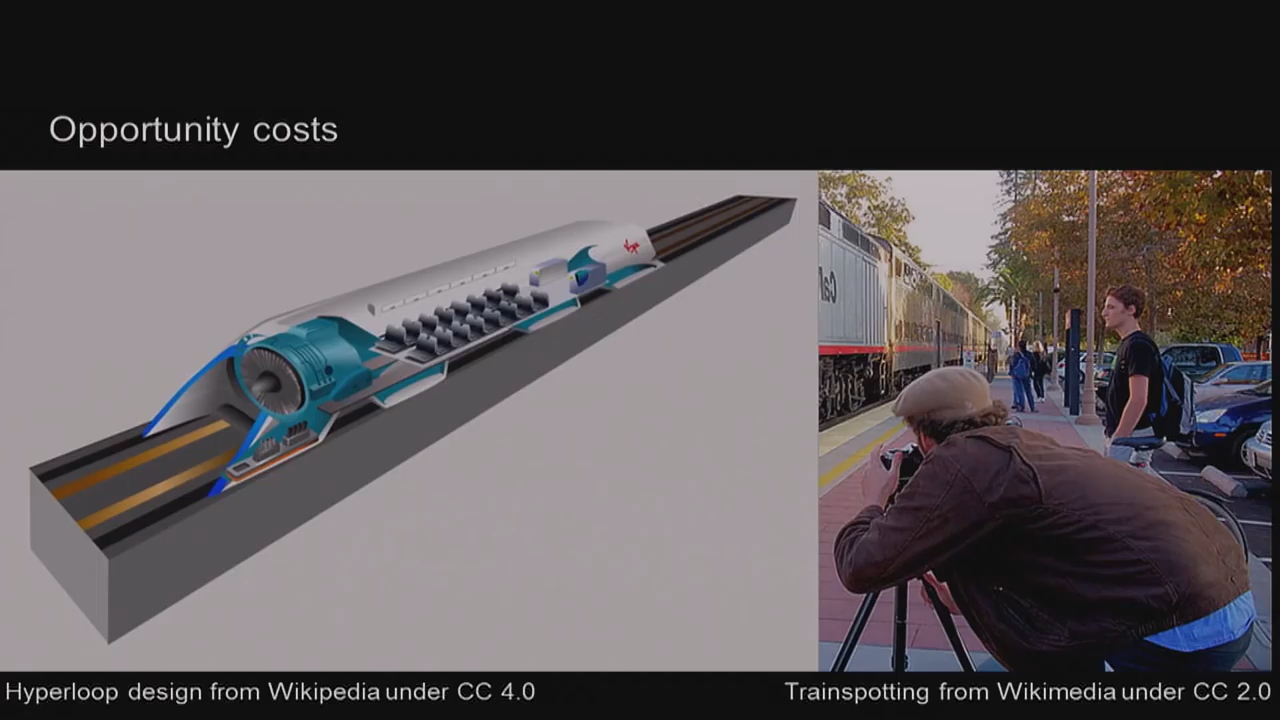 Opportunity costs
Hyperloop design from Wikipedia under CC 4.0
Trainspotting from Wikimedia under CC 2.0